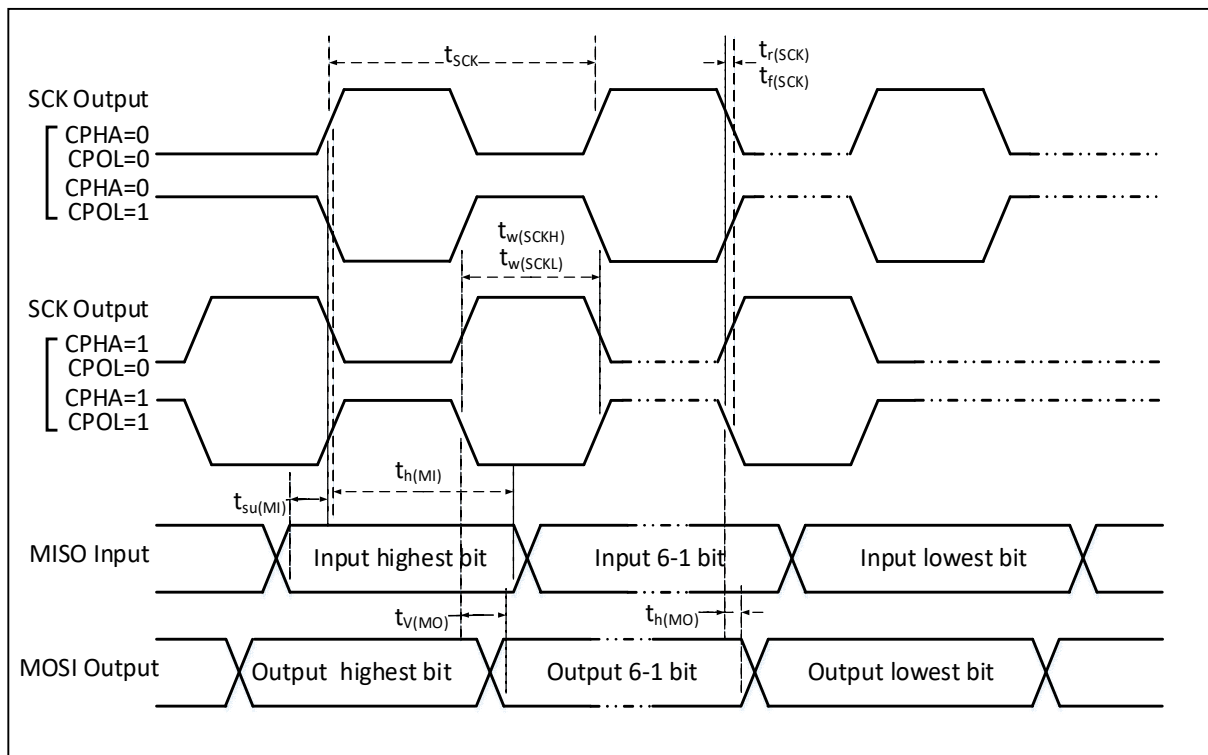 tSCK
tr(SCK)
tf(SCK)
SCK Output
CPHA=0
CPOL=0
CPHA=0
CPOL=1
tw(SCKH)
tw(SCKL)
SCK Output
CPHA=1
CPOL=0
CPHA=1
CPOL=1
th(MI)
tsu(MI)
MISO Input
Input highest bit
Input 6-1 bit
Input lowest bit
tV(MO)
th(MO)
MOSI Output
Output highest bit
Output 6-1 bit
Output lowest bit